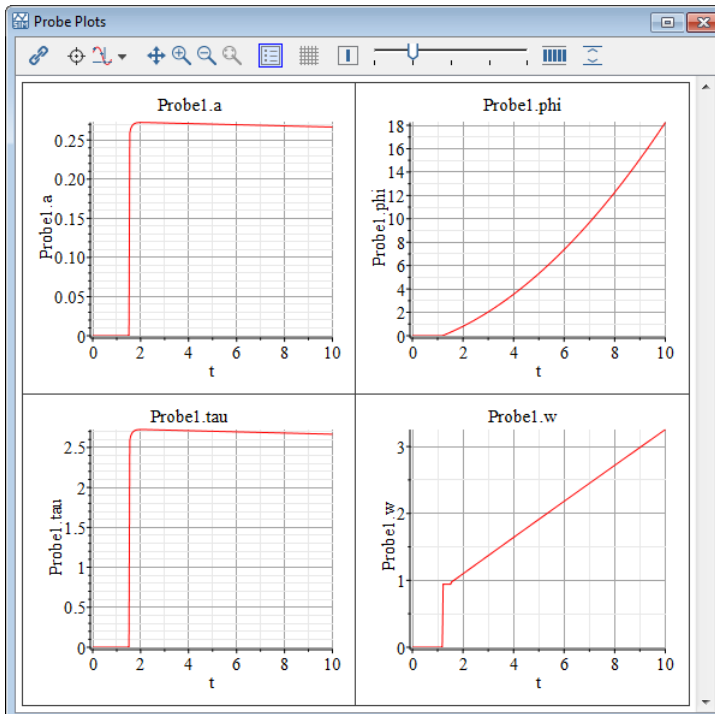 Probe Plots
SIM
Probe1.a
0.25
0.20
0.15
0.10
0.05
0
Probe1.a
0 2 4 6 8 10
t
Probe1.phi
18
16
14
12
10
8
6
4
2
0
Probe1.phi
0 2 4 6 8 10
t
Probe1.tau
2.5
2
1.5
1
0.5
0
Probe1.tau
0 2 4 6 8 10
t
Probe1.w
3
2
1
0
Probe1.w
0 2 4 6 8 10
t